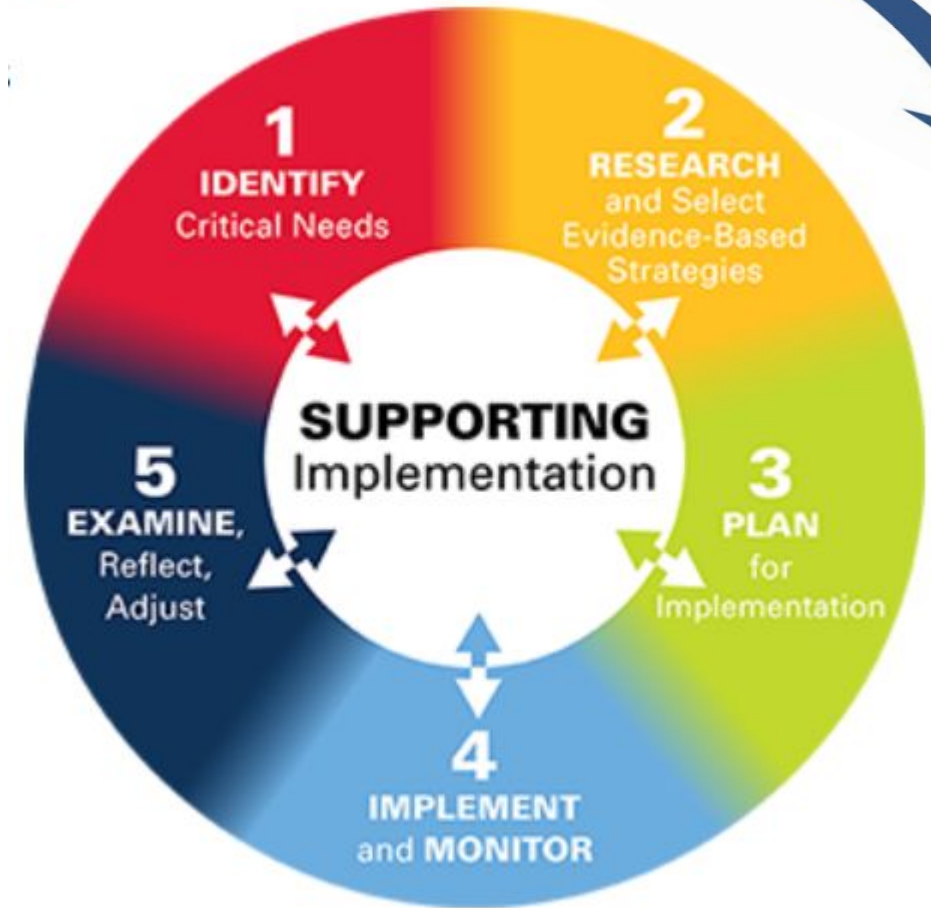 1
IDENTIFY
Critical Needs
2
RESEARCH
and Select
Evidence-Based
Strategies
3
PLAN
for
Implementation
4
IMPLEMENT
and MONITOR
5
EXAMINE,
Reflect,
Adjust
SUPPORTING
Implementation